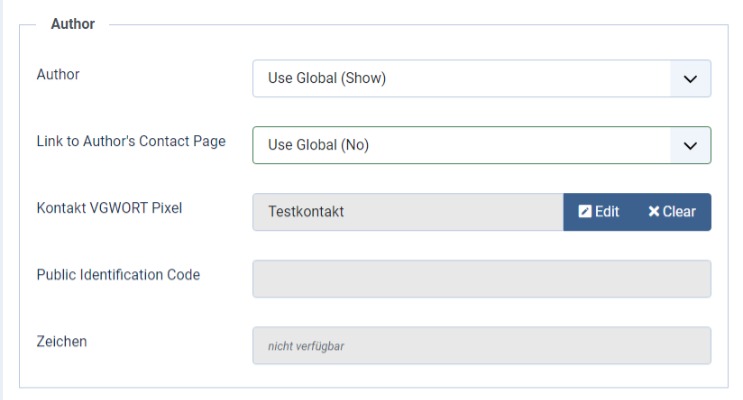 Author
Author
Use Global (Show)
Link to Author's Contact Page
Use Global (No)
Kontakt VGWORT Pixel
Testkontakt
Edit
Clear
Public Identification Code
Zeichen
nicht verfügbar